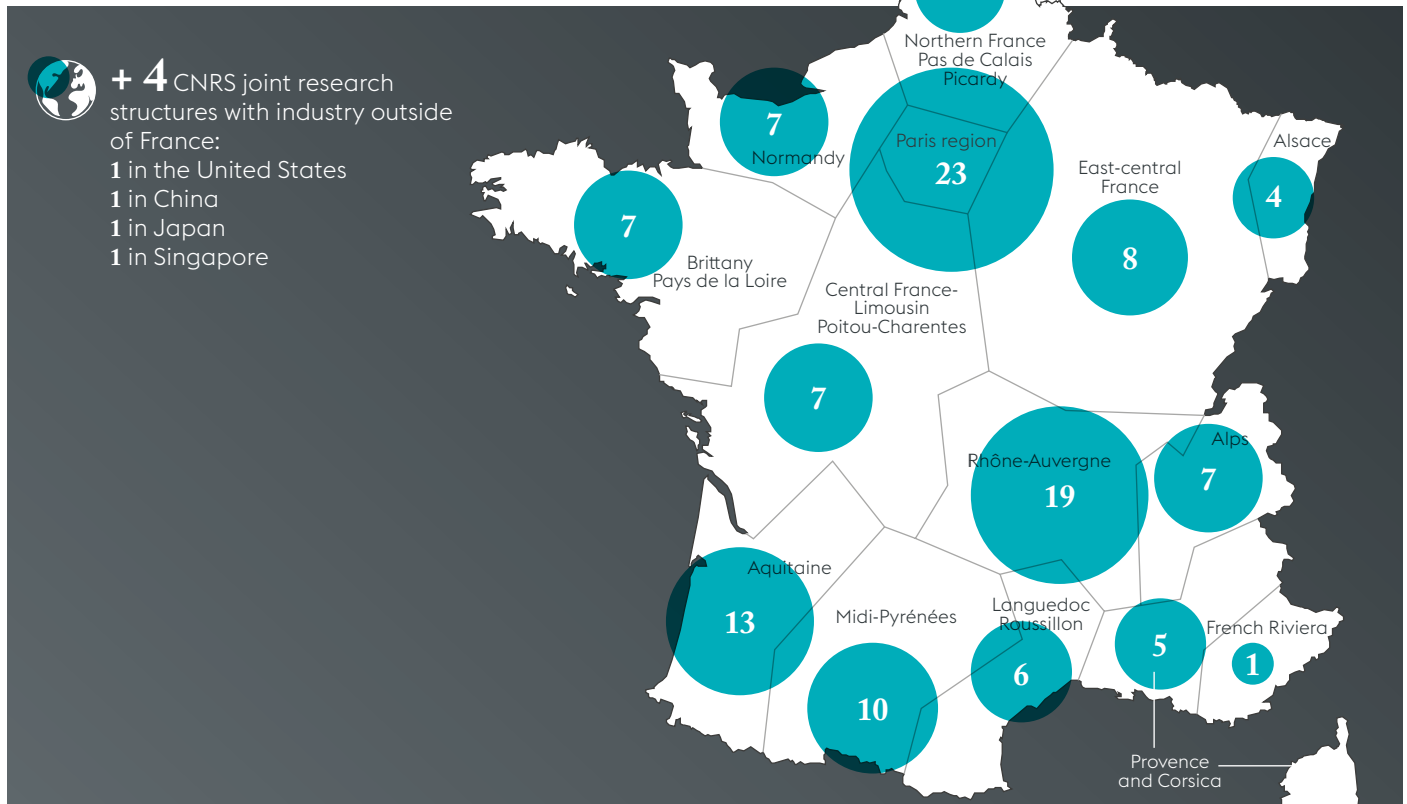 + 4 CNRS joint research
structures with industry outside
of France:
1 in the United States
1 in China
1 in Japan
1 in Singapore
Northern France
Pas de Calais
Picardy
7
Normandy
Paris region
23
Alsace
4
East-central
France
8
7
Brittany
Pays de la Loire
Central France-
Limousin
Poitou-Charentes
7
Rhône-Auvergne
19
Alps
7
Aquitaine
13
Midi-Pyrénées
10
Languedoc
Roussillon
6
5
French Riviera
1
Provence
and Corsica